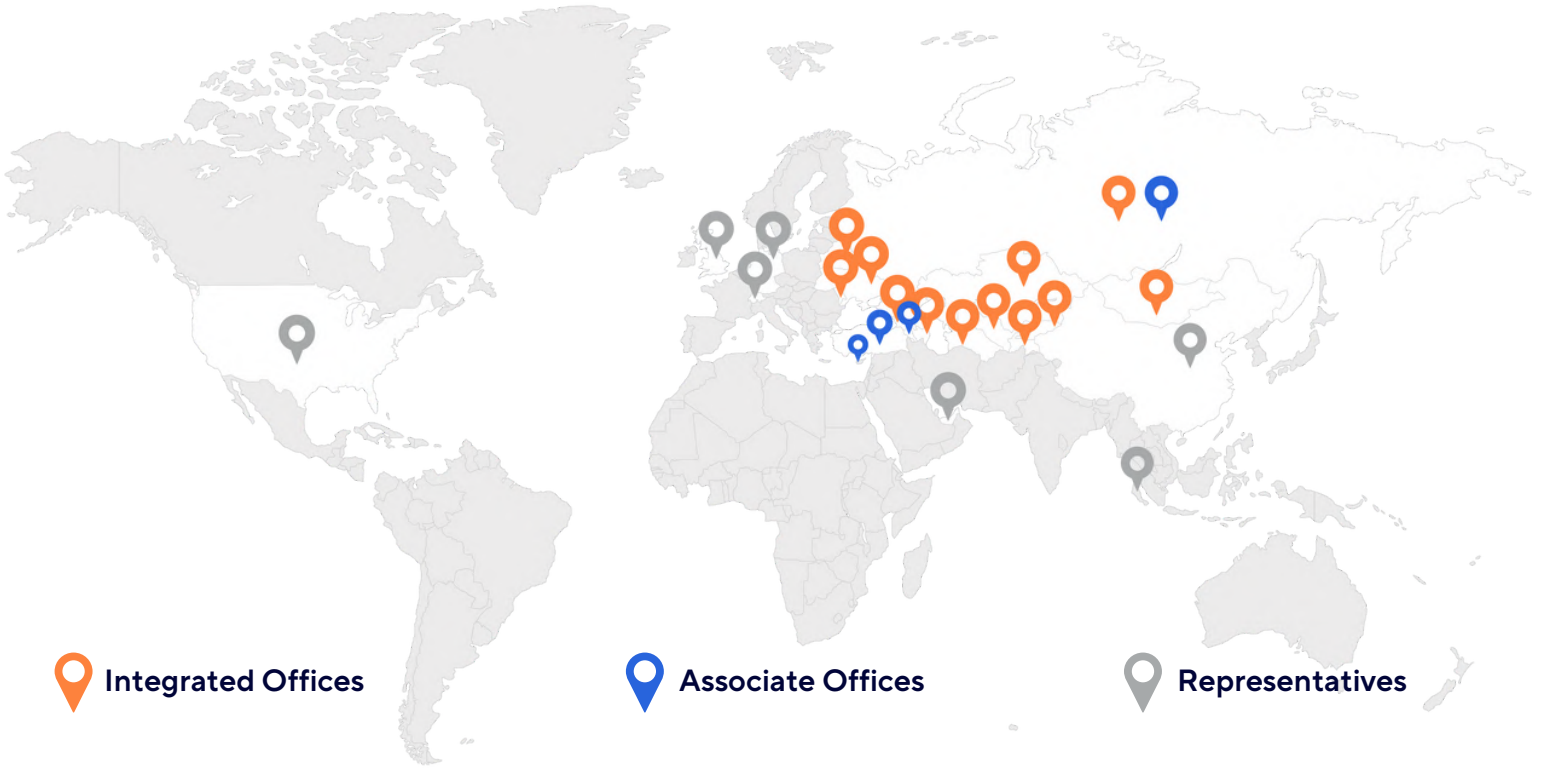 Integrated Offices
Associate Offices
Representatives